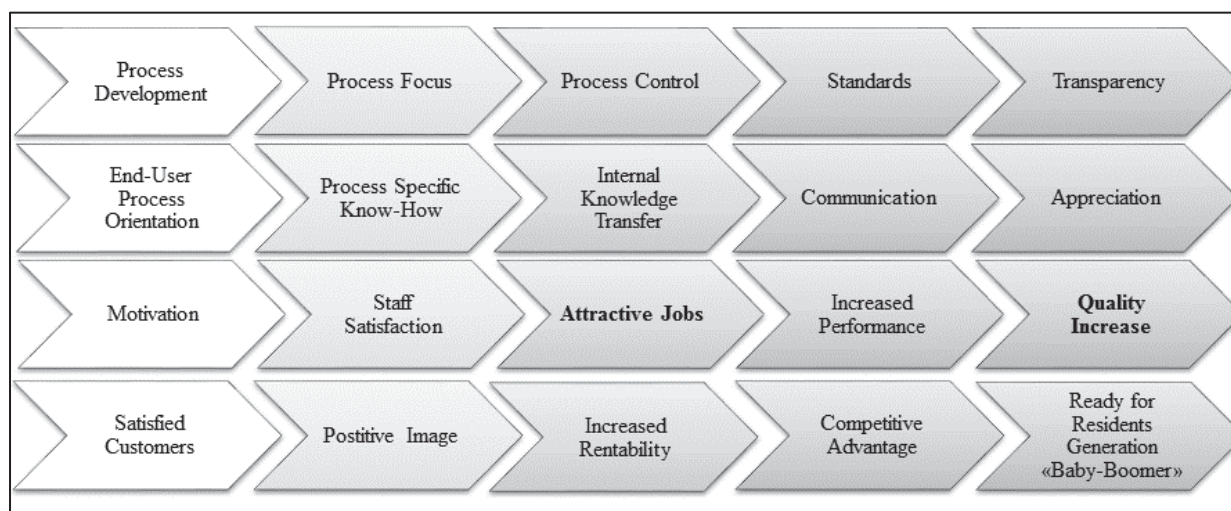 Process
Development
Process Focus
Process Control
Standards
Transparency
End-User
Process
Orientation
Process Specific
Know-How
Internal
Knowledge
Transfer
Communication
Appreciation
Motivation
Staff
Satisfaction
Attractive Jobs
Increased
Performance
Quality
Increase
Satisfied
Customers
Postitive Image
Increased
Rentability
Competitive
Advantage
Ready for
Residents
Generation
«Baby-Boomer»